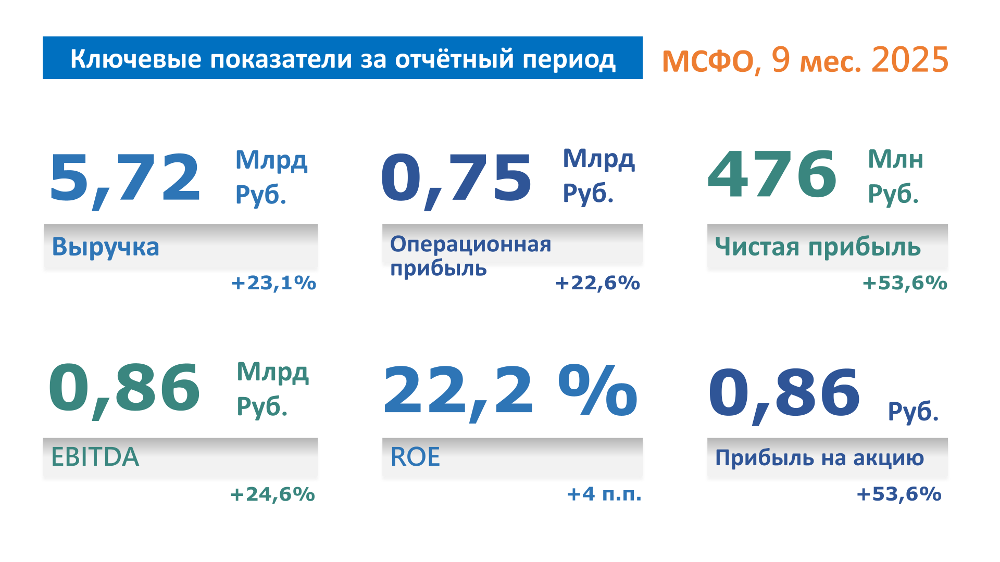 Ключевые показатели за отчётный период
МСФО, 9 мес. 2025
5,72
Млрд
Руб.
Выручка
+23,1%
0,75
Млрд
Руб.
Операционная
прибыль
+22,6%
476
Млн
Руб.
Чистая прибыль
+53,6%
0,86
Млрд
Руб.
EBITDA
+24,6%
22,2 %
ROE
+4 п.п.
0,86
Руб.
Прибыль на акцию
+53,6%